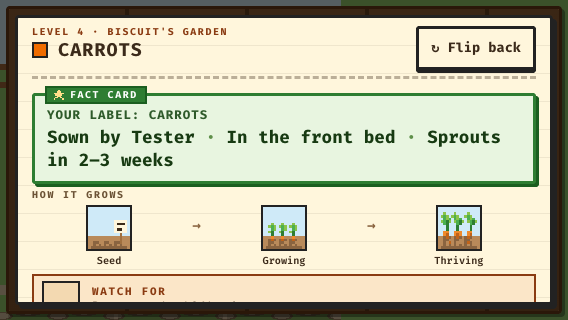 LEVEL 4 · BISCUIT'S GARDEN
CARROTS
↻ Flip back
FACT CARD
YOUR LABEL: CARROTS
Sown by Tester · In the front bed · Sprouts
in 2–3 weeks
HOW IT GROWS
→ →
Seed Growing Thriving
WATCH FOR